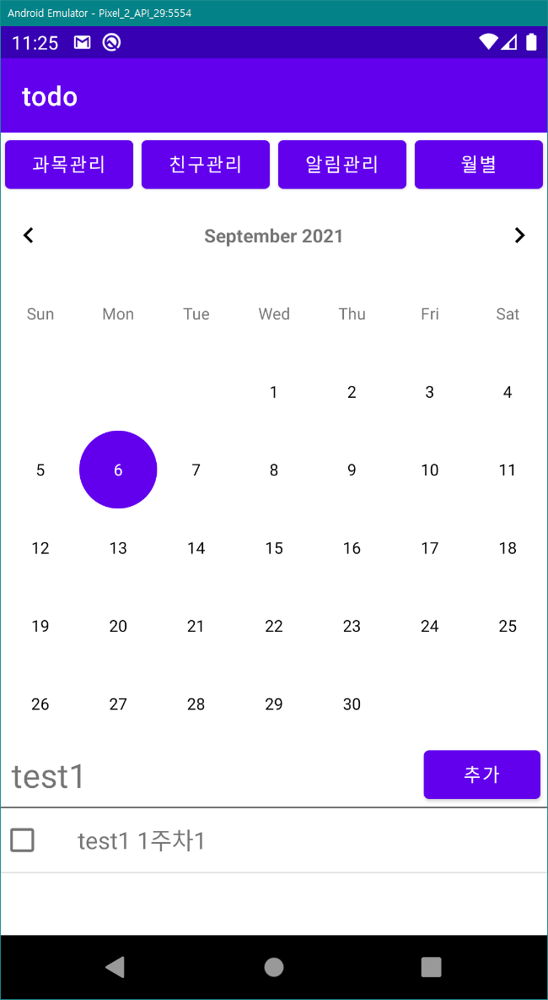 Android Emulator - Pixel_2_API_29:5554
11:25
todo
과목관리 친구관리 알림관리 월별
September 2021
Sun Mon Tue Wed Thu Fri Sat
1 2 3 4
5 6 7 8 9 10 11
12 13 14 15 16 17 18
19 20 21 22 23 24 25
26 27 28 29 30
test1 추가
test1 1주차1